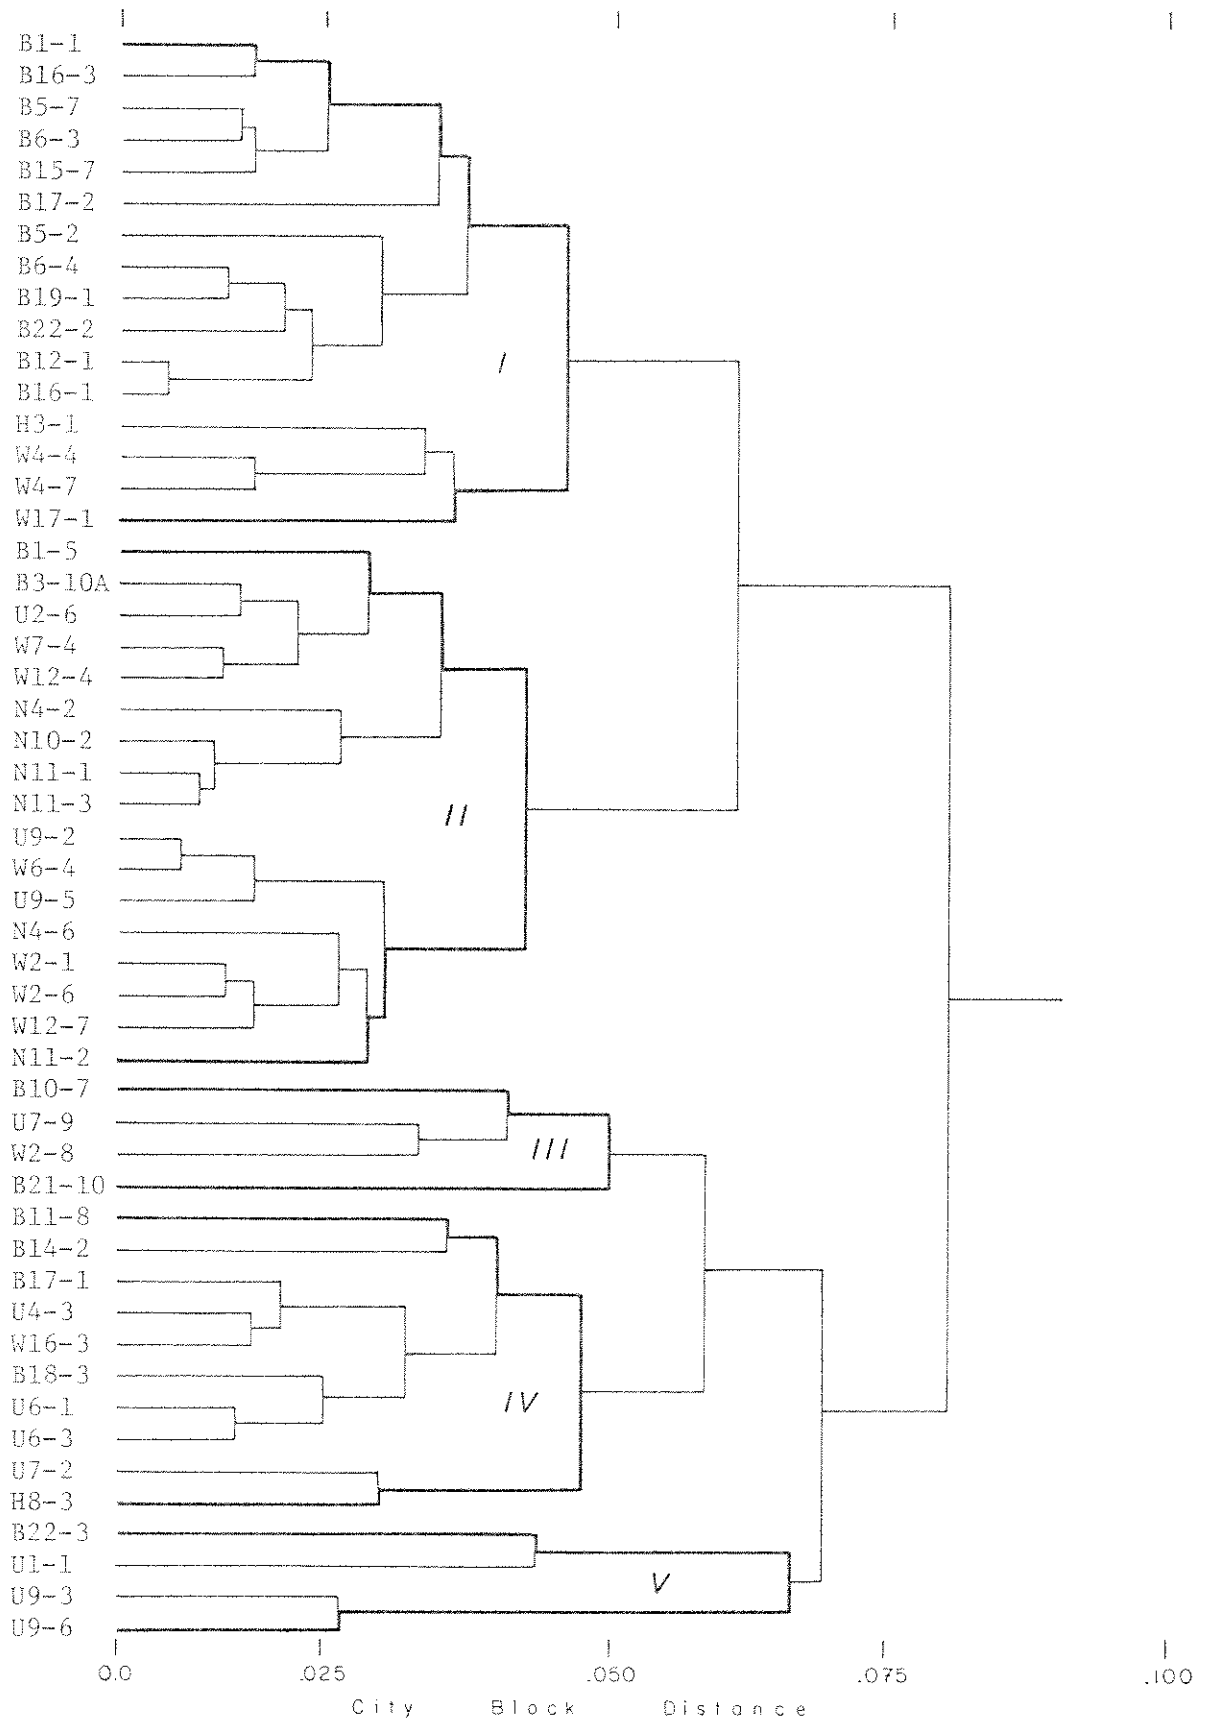 B1-1
B16-3
B5-7
B6-3
B15-7
B17-2
B5-2
B6-4
B19-1
B22-2
B12-1
I
B16-1
H3-1
W4-4
W4-7
W17-1
B1-5
B3-10A
U2-6
W7-4
W12-4
N4-2
N10-2
N11-1
N11-3
II
U9-2
W6-4
U9-5
N4-6
W2-1
W2-6
W12-7
N11-2
B10-7
U7-9
W2-8 III
B21-10
B11-8
B14-2
B17-1
U4-3
W16-3
B18-3
U6-1 IV
U6-3
U7-2
H8-3
B22-3
U1-1
V
U9-3
U9-6
0.0 .025 .050 .075 .100
City Block Distance